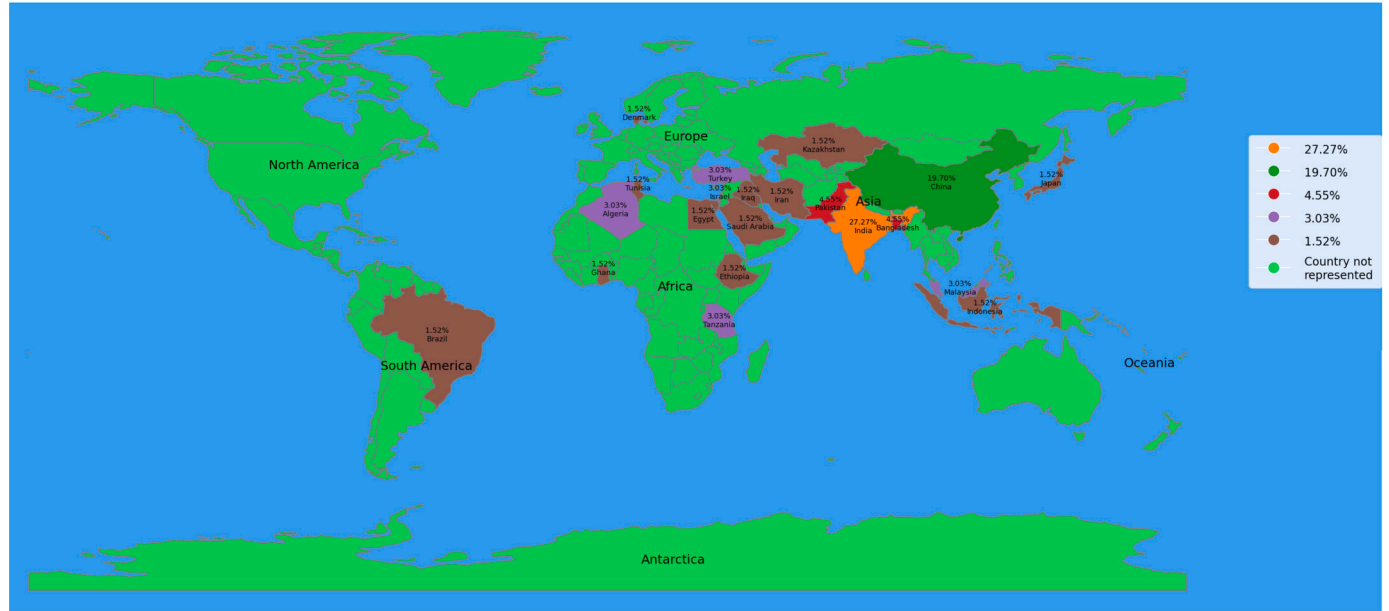 1.52%
Denmark
Europe
North America
1.52%
Kazakhstan
1.52%
Tunisia
3.03%
Turkey
3.03%
Israel
1.52%
Iraq
1.52%
Iran
4.55%
Pakistan
Asia
19.70%
China
1.52%
Japan
3.03%
Algeria
1.52%
Egypt
1.52%
Saudi Arabia
27.27%
India
4.55%
Bangladesh
1.52%
Ghana
1.52%
Ethiopia
Africa
3.03%
Tanzania
3.03%
Malaysia
1.52%
Indonesia
1.52%
Brazil
South America
Oceania
Antarctica
27.27%
19.70%
4.55%
3.03%
1.52%
Country not
represented